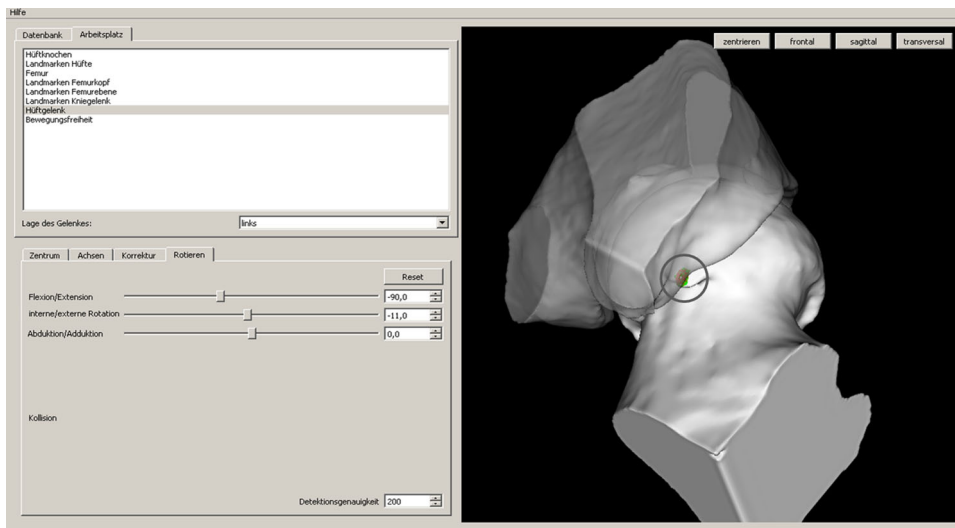 Hilfe
Datenbank Arbeitsplatz
Hüftknochen
Landmarken Hüfte
Femur
Landmarken Femurkopf
Landmarken Femurebene
Landmarken Kniegelenk
Hüftgelenk
Bewegungsfreiheit
Lage des Gelenkes: links
Zentrum Achsen Korrektur Rotieren
Reset
Flexion/Extension -90,0
interne/externe Rotation -11,0
Abduktion/Adduktion 0,0
Kollision
Detektionsgenauigkeit 200
zentrieren frontal sagittal transversal